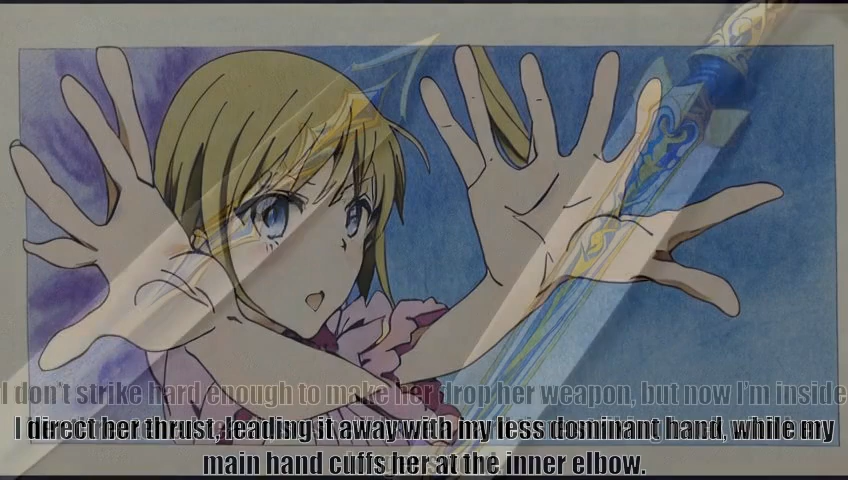 I don't strike hard enough to make her drop her weapon, but now I'm inside
I direct her thrust, leading it away with my less dominant hand, while my
main hand cuffs her at the inner elbow.